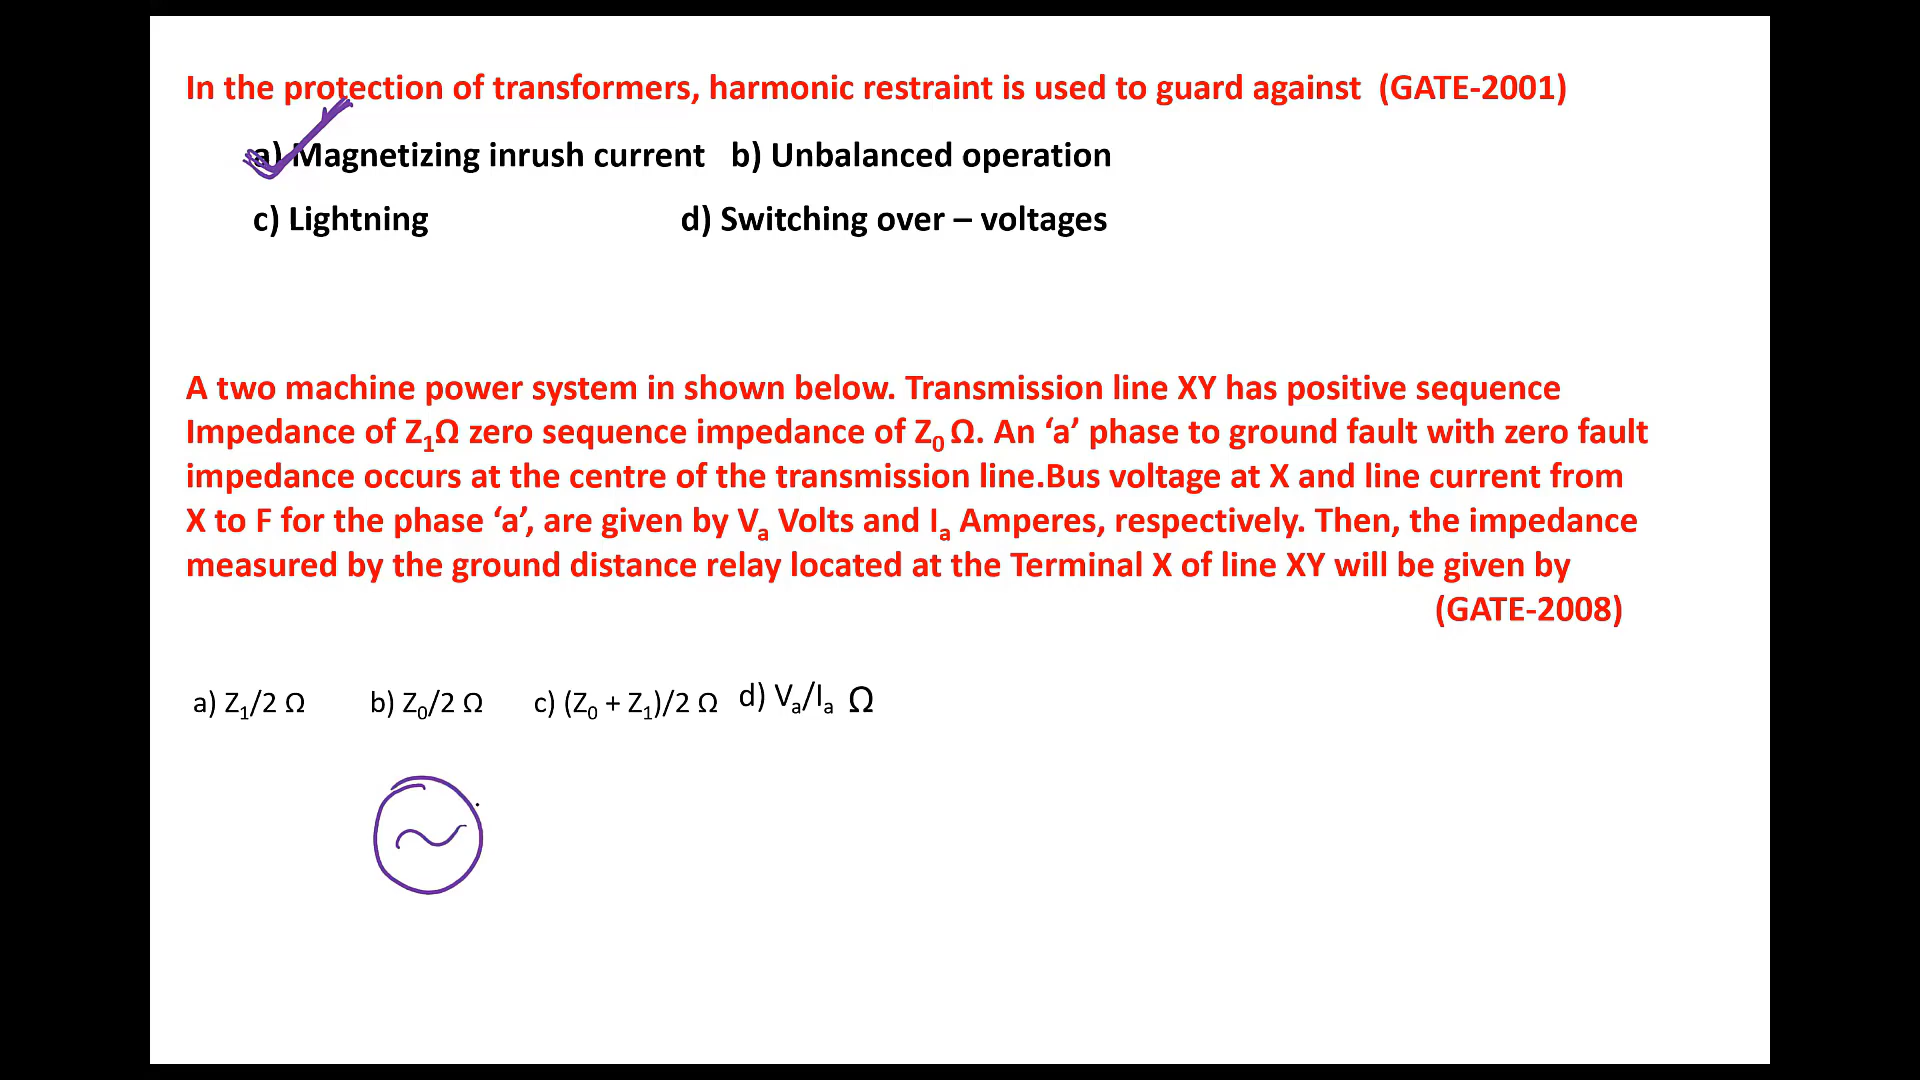 In the protection of transformers, harmonic restraint is used to guard against (GATE-2001)
a) Magnetizing inrush current b) Unbalanced operation
c) Lightning d) Switching over – voltages
A two machine power system in shown below. Transmission line XY has positive sequence
Impedance of Z₁Ω zero sequence impedance of Z₀ Ω. An ‘a’ phase to ground fault with zero fault
impedance occurs at the centre of the transmission line.Bus voltage at X and line current from
X to F for the phase ‘a’, are given by Vₐ Volts and Iₐ Amperes, respectively. Then, the impedance
measured by the ground distance relay located at the Terminal X of line XY will be given by
(GATE-2008)
a) Z₁/2 Ω b) Z₀/2 Ω c) (Z₀ + Z₁)/2 Ω d) Vₐ/Iₐ Ω